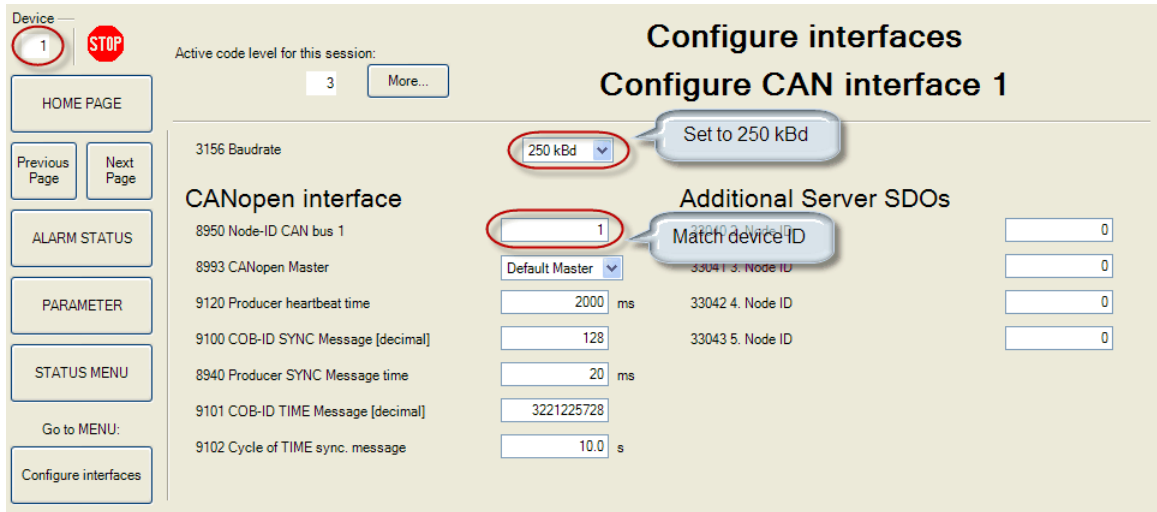 Device
1
STOP
Active code level for this session:
3
More...
Configure interfaces
Configure CAN interface 1
HOME PAGE
Previous Page
Next Page
ALARM STATUS
PARAMETER
STATUS MENU
Go to MENU:
Configure interfaces
3156 Baudrate
250 kBd
Set to 250 kBd
CANopen interface
Additional Server SDOs
8950 Node-ID CAN bus 1
1
Match device ID
33040 2. Node ID
0
8993 CANopen Master
Default Master
33041 3. Node ID
0
9120 Producer heartbeat time
2000 ms
33042 4. Node ID
0
9100 COB-ID SYNC Message [decimal]
128
33043 5. Node ID
0
8940 Producer SYNC Message time
20 ms
9101 COB-ID TIME Message [decimal]
3221225728
9102 Cycle of TIME sync. message
10.0 s